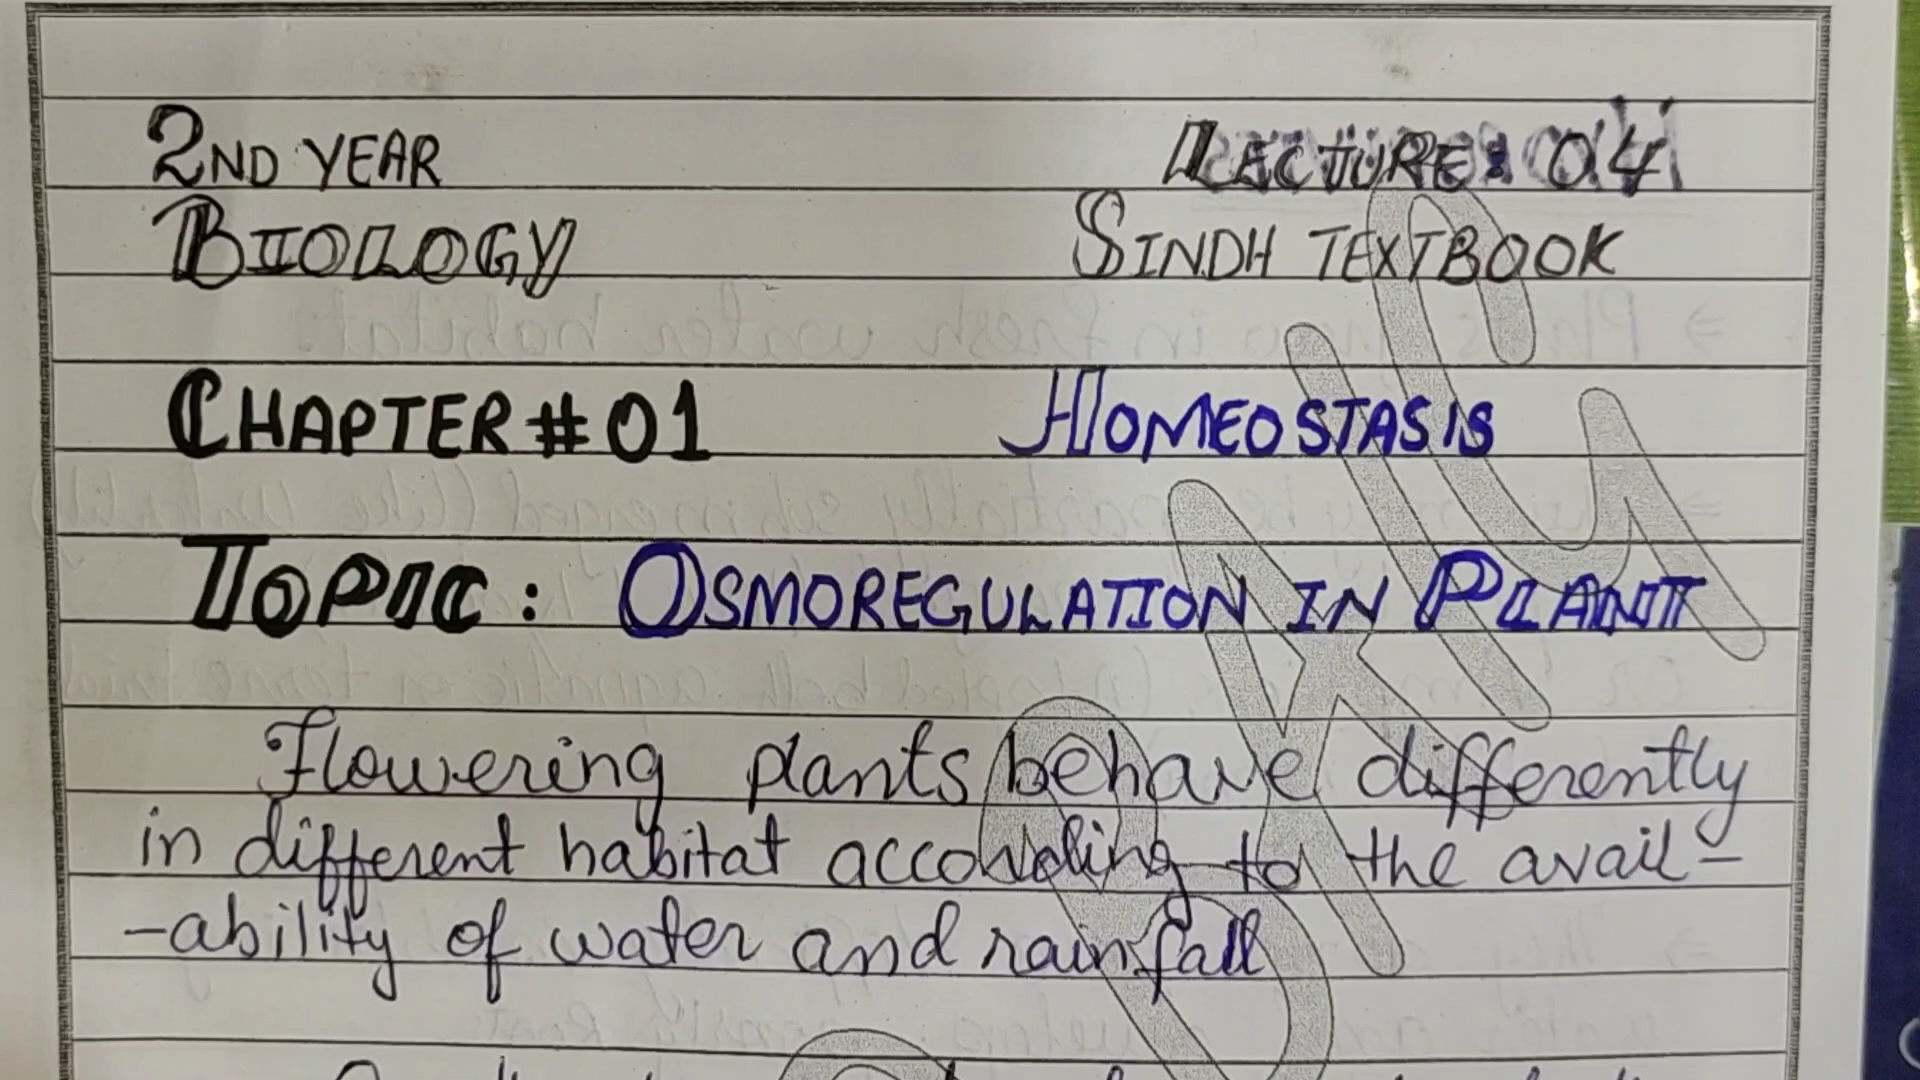 2ND YEAR
LECTURE: 04
BIOLOGY
SINDH TEXTBOOK
CHAPTER # 01
HOMEOSTASIS
TOPIC: OSMOREGULATION IN PLANT
Flowering plants behave differently
in different habitat according to the avail-
-ability of water and rainfall